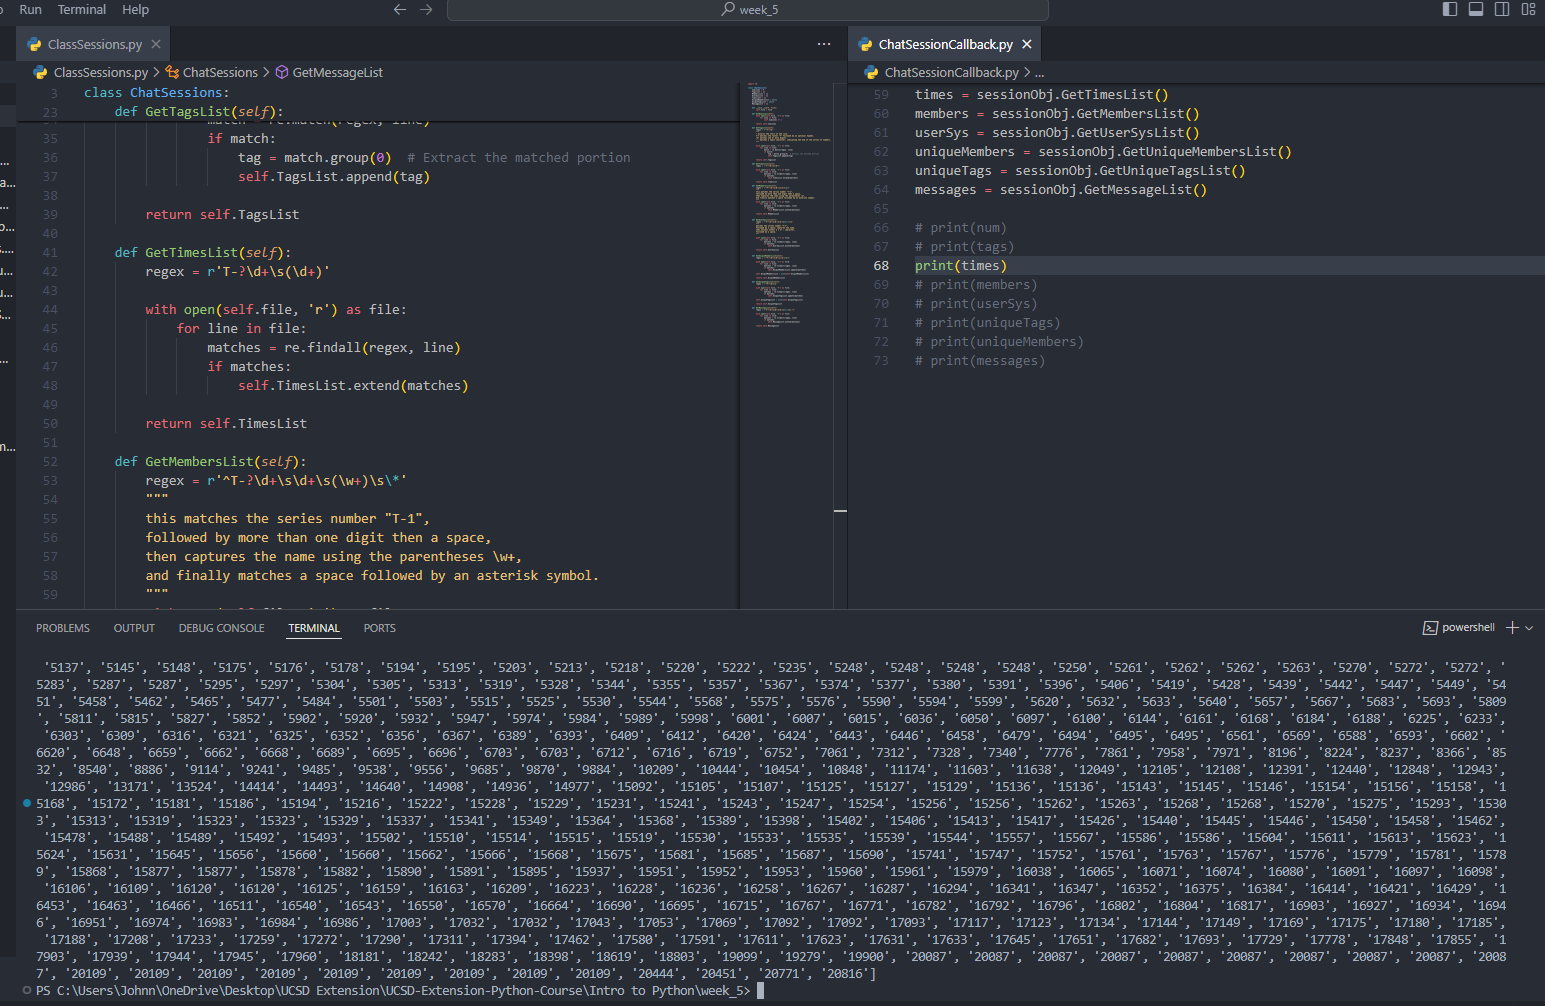 Run Terminal Help
week_5
ClassSessions.py
ClassSessions.py > ChatSessions > GetMessageList
3 class ChatSessions:
23 def GetTagsList(self):
35 if match:
36 tag = match.group(0) # Extract the matched portion
37 self.TagsList.append(tag)
38
39 return self.TagsList
40
41 def GetTimesList(self):
42 regex = r'T-?\d+\s(\d+)'
43
44 with open(self.file, 'r') as file:
45 for line in file:
46 matches = re.findall(regex, line)
47 if matches:
48 self.TimesList.extend(matches)
49
50 return self.TimesList
51
52 def GetMembersList(self):
53 regex = r'^T-?\d+\s\d+\s(\w+)\s\*'
54 """
55 this matches the series number "T-1",
56 followed by more than one digit then a space,
57 then captures the name using the parentheses \w+,
58 and finally matches a space followed by an asterisk symbol.
59 """
ChatSessionCallback.py
ChatSessionCallback.py > ...
59 times = sessionObj.GetTimesList()
60 members = sessionObj.GetMembersList()
61 userSys = sessionObj.GetUserSysList()
62 uniqueMembers = sessionObj.GetUniqueMembersList()
63 uniqueTags = sessionObj.GetUniqueTagsList()
64 messages = sessionObj.GetMessageList()
65
66 # print(num)
67 # print(tags)
68 print(times)
69 # print(members)
70 # print(userSys)
71 # print(uniqueTags)
72 # print(uniqueMembers)
73 # print(messages)
PROBLEMS OUTPUT DEBUG CONSOLE TERMINAL PORTS
powershell
'5137', '5145', '5148', '5175', '5176', '5178', '5194', '5195', '5203', '5213', '5218', '5220', '5222', '5235', '5248', '5248', '5248', '5248', '5250', '5261', '5262', '5262', '5263', '5270', '5272', '5272', '
5283', '5287', '5287', '5295', '5297', '5304', '5305', '5313', '5319', '5328', '5344', '5355', '5357', '5367', '5374', '5377', '5380', '5391', '5396', '5406', '5419', '5428', '5439', '5442', '5447', '5449', '54
51', '5458', '5462', '5465', '5477', '5484', '5501', '5503', '5515', '5525', '5530', '5544', '5568', '5575', '5576', '5590', '5594', '5599', '5620', '5632', '5633', '5640', '5657', '5667', '5683', '5693', '5809
', '5811', '5815', '5827', '5852', '5902', '5920', '5932', '5947', '5974', '5984', '5989', '5998', '6001', '6007', '6015', '6036', '6050', '6097', '6100', '6144', '6161', '6168', '6184', '6188', '6225', '6233',
'6303', '6309', '6316', '6321', '6325', '6352', '6356', '6367', '6389', '6393', '6409', '6412', '6420', '6424', '6443', '6446', '6458', '6479', '6494', '6495', '6495', '6561', '6569', '6588', '6593', '6602', '
6620', '6648', '6659', '6662', '6668', '6689', '6695', '6696', '6703', '6703', '6712', '6716', '6719', '6752', '7061', '7312', '7328', '7340', '7776', '7861', '7958', '7971', '8196', '8224', '8237', '8366', '85
32', '8540', '8886', '9114', '9241', '9485', '9538', '9556', '9685', '9870', '9884', '10209', '10444', '10454', '10848', '11174', '11603', '11638', '12049', '12105', '12108', '12391', '12440', '12848', '12943',
'12986', '13171', '13524', '14414', '14493', '14640', '14908', '14936', '14977', '15092', '15105', '15107', '15125', '15127', '15129', '15136', '15136', '15143', '15145', '15146', '15154', '15156', '15158', '1
5168', '15172', '15181', '15186', '15194', '15216', '15222', '15228', '15229', '15231', '15241', '15243', '15247', '15254', '15256', '15256', '15262', '15263', '15268', '15268', '15270', '15275', '15293', '1530
3', '15313', '15319', '15323', '15323', '15329', '15337', '15341', '15349', '15364', '15368', '15389', '15398', '15402', '15406', '15413', '15417', '15426', '15440', '15445', '15446', '15450', '15458', '15462',
'15478', '15488', '15489', '15492', '15493', '15502', '15510', '15514', '15515', '15519', '15530', '15533', '15535', '15539', '15544', '15557', '15567', '15586', '15586', '15604', '15611', '15613', '15623', '1
5624', '15631', '15645', '15656', '15660', '15660', '15662', '15666', '15668', '15675', '15681', '15685', '15687', '15690', '15741', '15747', '15752', '15761', '15763', '15767', '15776', '15779', '15781', '1578
9', '15868', '15877', '15877', '15878', '15882', '15890', '15891', '15895', '15937', '15951', '15952', '15953', '15960', '15961', '15979', '16038', '16065', '16071', '16074', '16080', '16091', '16097', '16098',
'16106', '16109', '16120', '16120', '16125', '16159', '16163', '16209', '16223', '16228', '16236', '16258', '16267', '16287', '16294', '16341', '16347', '16352', '16375', '16384', '16414', '16421', '16429', '1
6453', '16463', '16466', '16511', '16540', '16543', '16550', '16570', '16664', '16690', '16695', '16715', '16767', '16771', '16782', '16792', '16796', '16802', '16804', '16817', '16903', '16927', '16934', '1694
6', '16951', '16974', '16983', '16984', '16986', '17003', '17032', '17032', '17043', '17053', '17069', '17092', '17092', '17093', '17117', '17123', '17134', '17144', '17149', '17169', '17175', '17180', '17185',
'17188', '17208', '17233', '17259', '17272', '17290', '17311', '17394', '17462', '17580', '17591', '17611', '17623', '17631', '17633', '17645', '17651', '17682', '17693', '17729', '17778', '17848', '17855', '1
7903', '17939', '17944', '17945', '17960', '18181', '18242', '18283', '18398', '18619', '18803', '19099', '19279', '19900', '20087', '20087', '20087', '20087', '20087', '20087', '20087', '20087', '20087', '2008
7', '20109', '20109', '20109', '20109', '20109', '20109', '20109', '20109', '20109', '20444', '20451', '20771', '20816']
PS C:\Users\Johnn\OneDrive\Desktop\UCSD Extension\UCSD-Extension-Python-Course\Intro to Python\week_5>